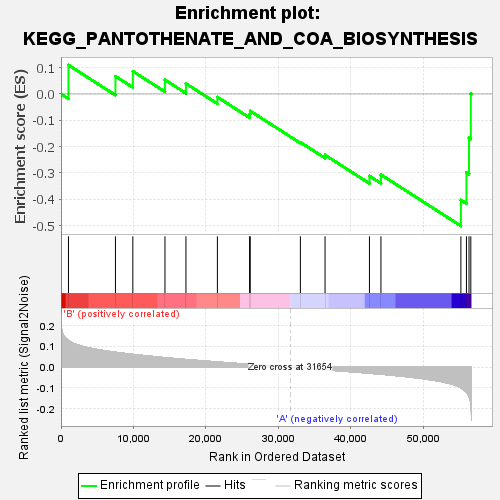 Enrichment plot:
KEGG_PANTOTHENATE_AND_COA_BIOSYNTHESIS
Enrichment score (ES)
0.1
0.0
-0.1
-0.2
-0.3
-0.4
-0.5
'B' (positively correlated)
Ranked list metric (Signal2Noise)
0.2
0.1
0.0
-0.1
-0.2
Zero cross at 31654
'A' (negatively correlated)
0 10,000 20,000 30,000 40,000 50,000
Rank in Ordered Dataset
Enrichment profile Hits Ranking metric scores